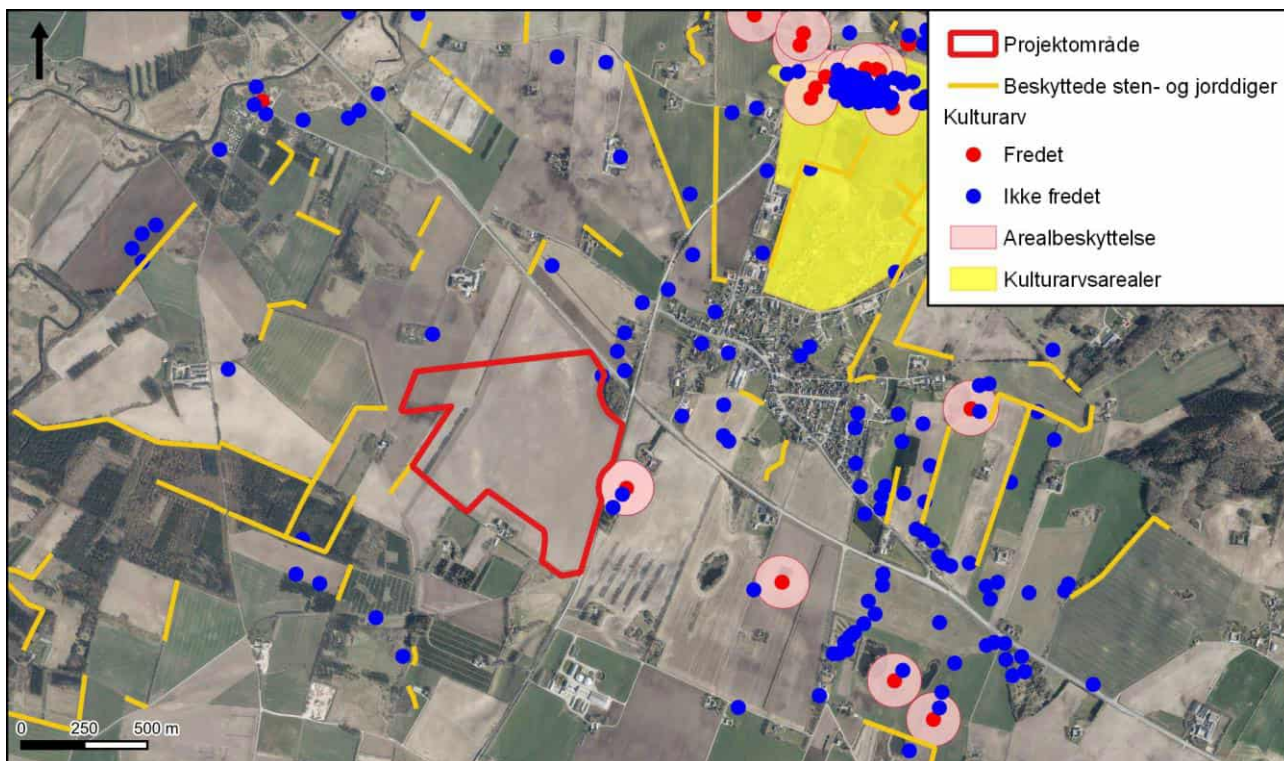 Projektområde
Beskyttede sten- og jorddiger
Kulturarv
Fredet
Ikke fredet
Arealbeskyttelse
Kulturarvsarealer
0 250 500 m